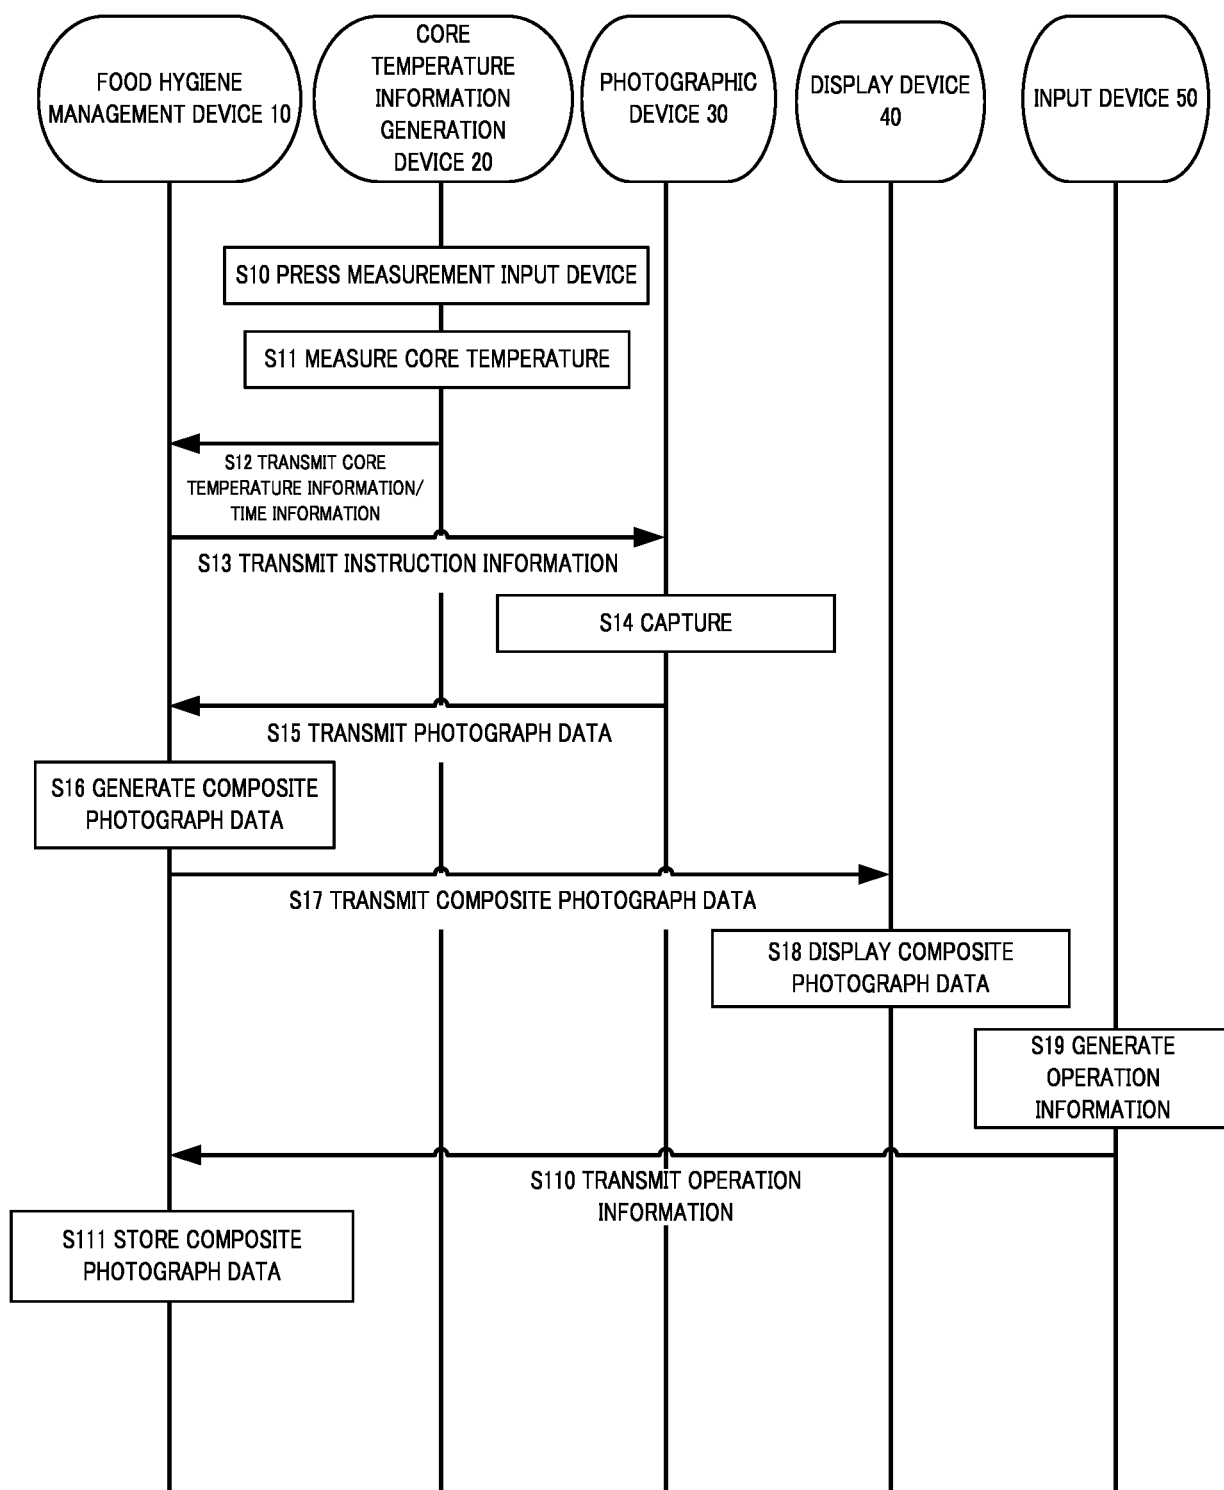 FOOD HYGIENE
MANAGEMENT DEVICE 10
CORE
TEMPERATURE
INFORMATION
GENERATION
DEVICE 20
PHOTOGRAPHIC
DEVICE 30
DISPLAY DEVICE
40
INPUT DEVICE 50
S10 PRESS MEASUREMENT INPUT DEVICE
S11 MEASURE CORE TEMPERATURE
S12 TRANSMIT CORE
TEMPERATURE INFORMATION/
TIME INFORMATION
S13 TRANSMIT INSTRUCTION INFORMATION
S14 CAPTURE
S15 TRANSMIT PHOTOGRAPH DATA
S16 GENERATE COMPOSITE
PHOTOGRAPH DATA
S17 TRANSMIT COMPOSITE PHOTOGRAPH DATA
S18 DISPLAY COMPOSITE
PHOTOGRAPH DATA
S19 GENERATE
OPERATION
INFORMATION
S110 TRANSMIT OPERATION
INFORMATION
S111 STORE COMPOSITE
PHOTOGRAPH DATA